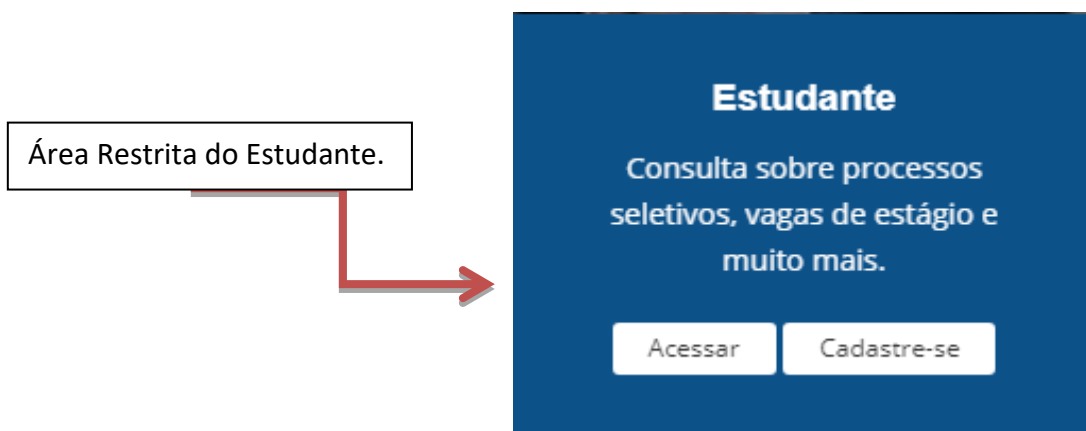 Área Restrita do Estudante.
Estudante
Consulta sobre processos
seletivos, vagas de estágio e
muito mais.
Acessar
Cadastre-se